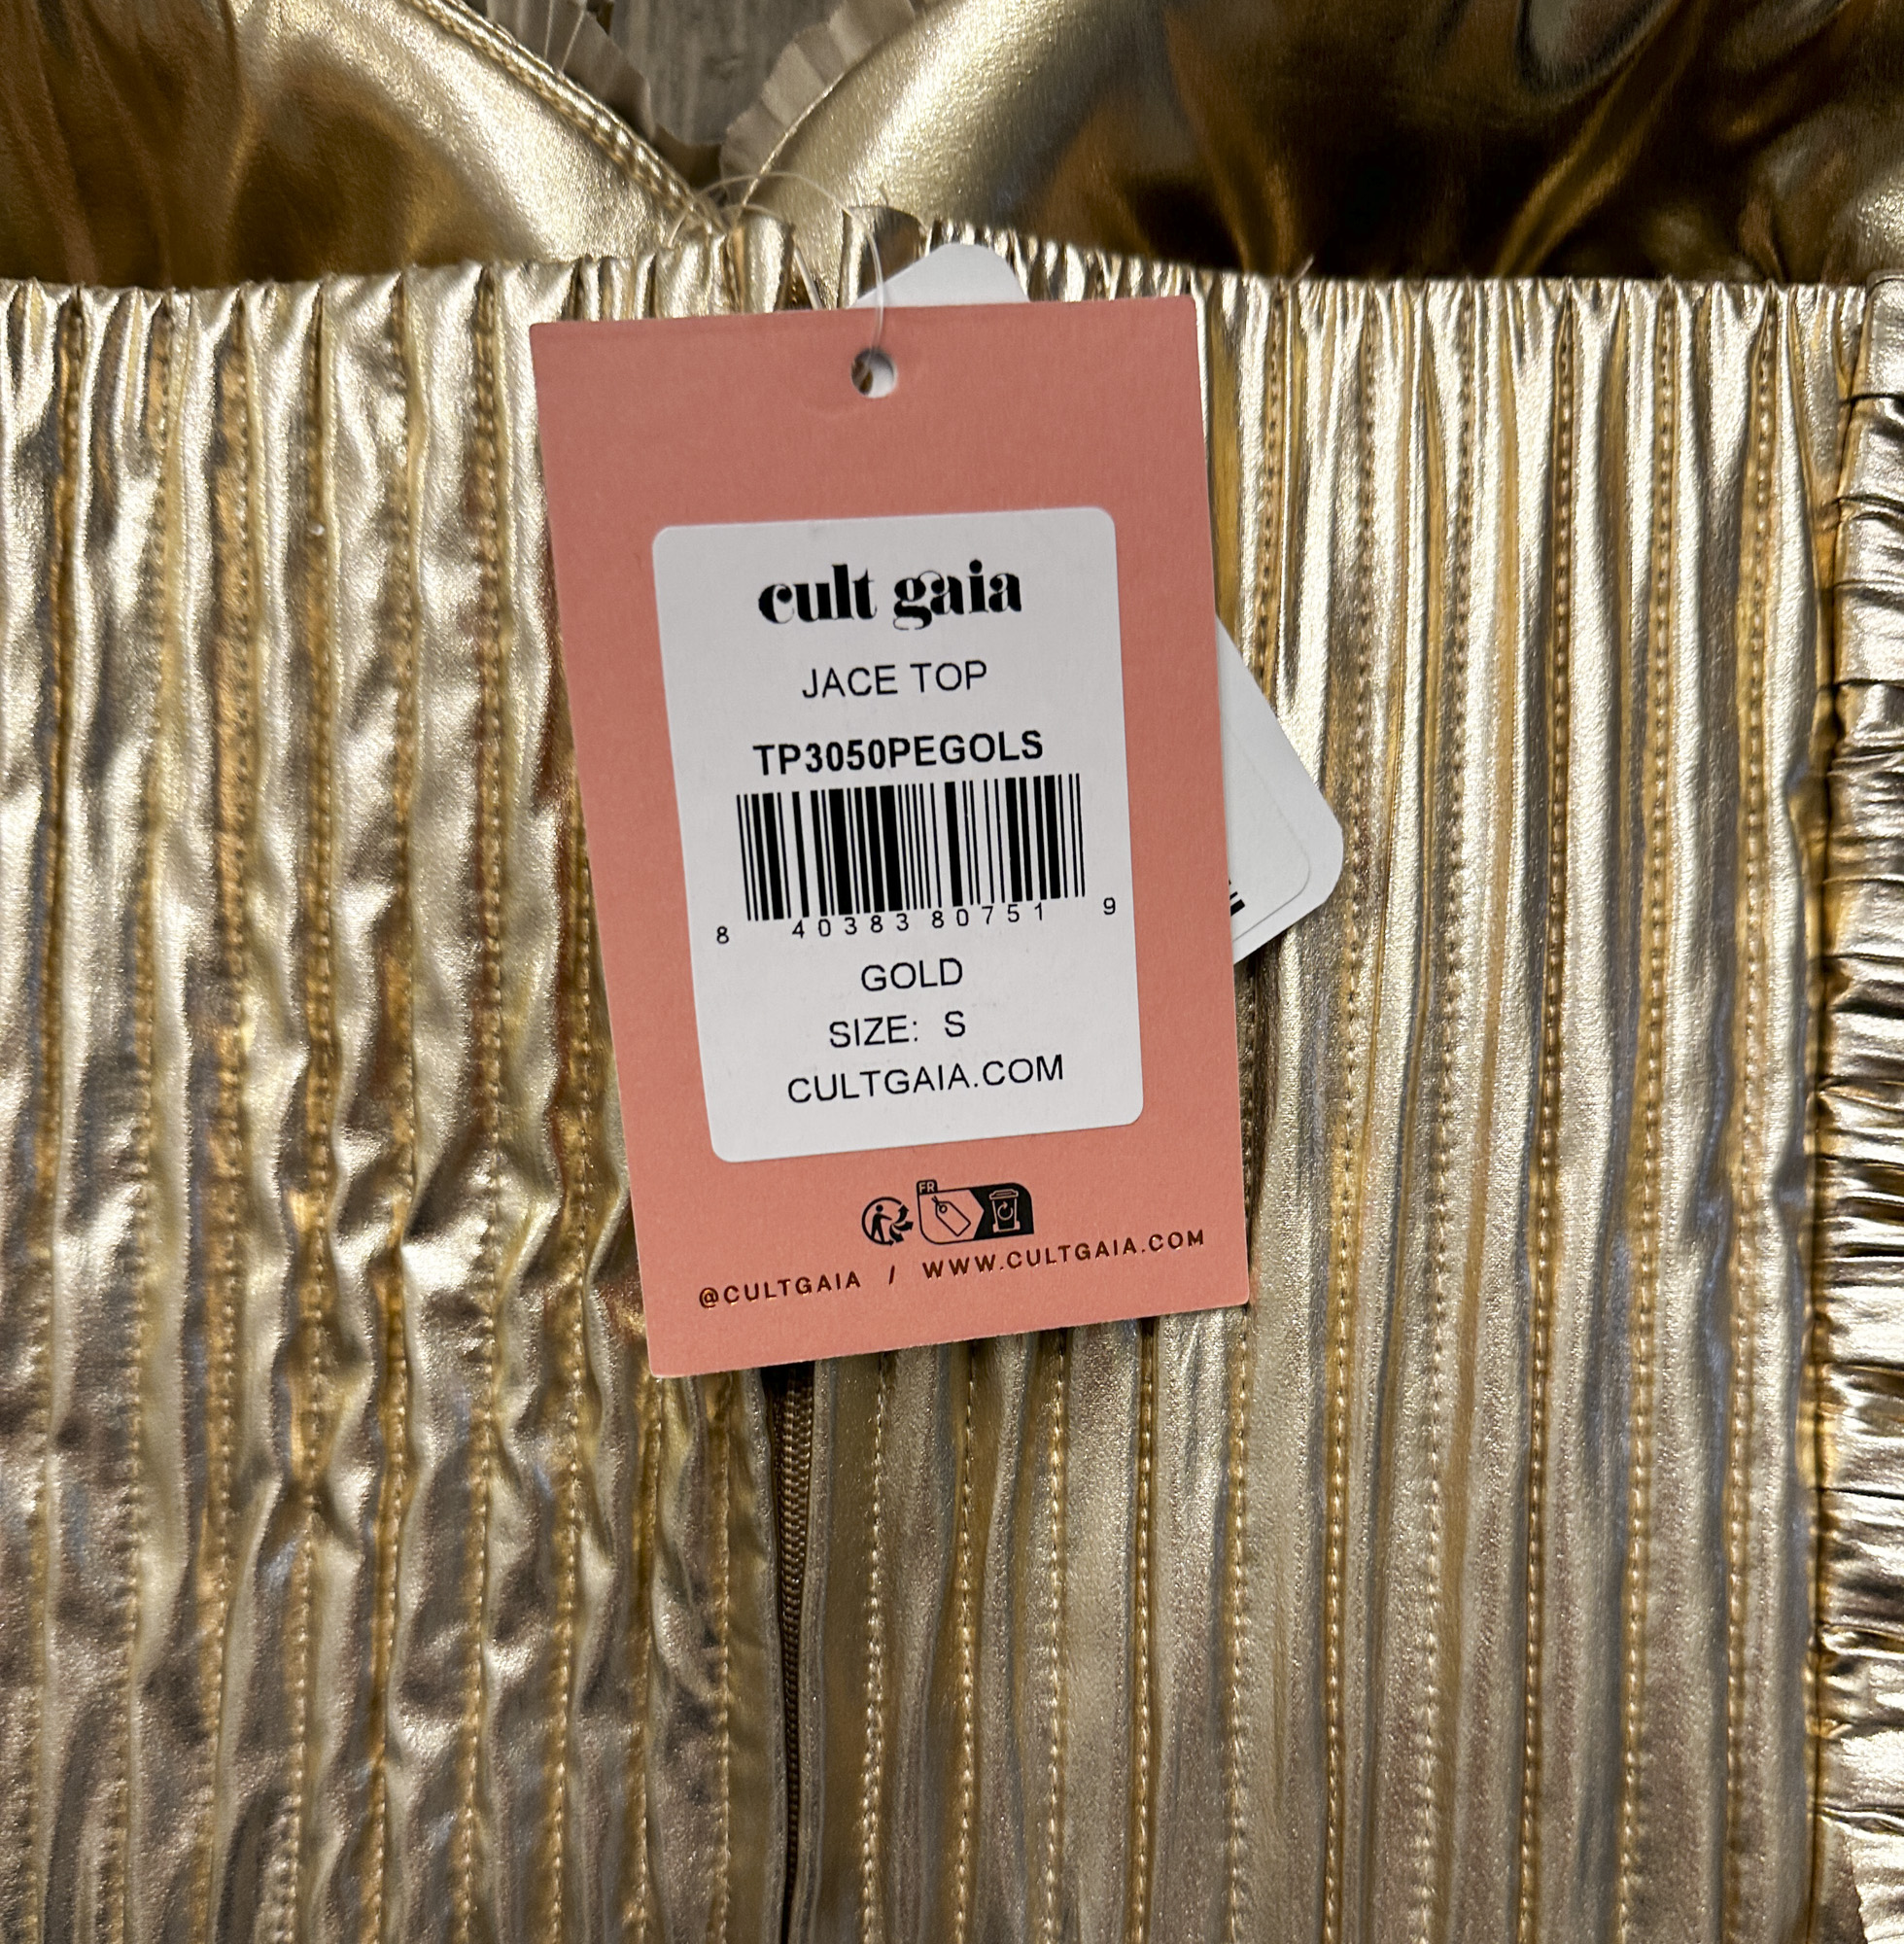 cult gaia
JACE TOP
TP3050PEGOLS
8 40383 80751 9
GOLD
SIZE: S
CULTGAIA.COM
FR
@CULTGAIA / WWW.CULTGAIA.COM